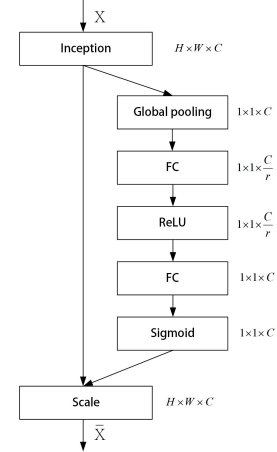 X
Inception H×W×C
Global pooling 1×1×C
FC 1×1×C/r
ReLU 1×1×C/r
FC 1×1×C
Sigmoid 1×1×C
Scale H×W×C
X̄